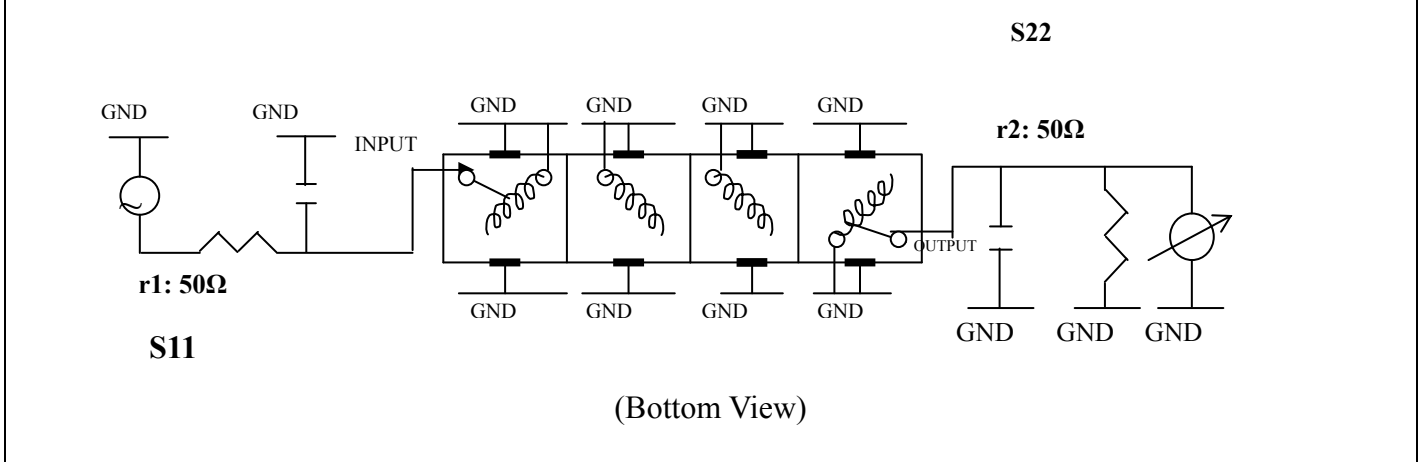 S22
GND
GND
GND
GND
GND
GND
r2: 50Ω
INPUT
OUTPUT
r1: 50Ω
GND
GND
GND
GND
GND
GND
GND
S11
(Bottom View)